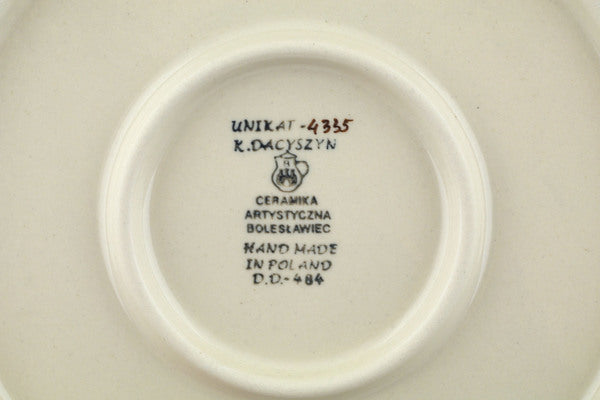 UNIKAT-4335
K.DACYSZYN
CERAMIKA
ARTYSTYCZNA
BOLESŁAWIEC
HAND MADE
IN POLAND
D.D.-484